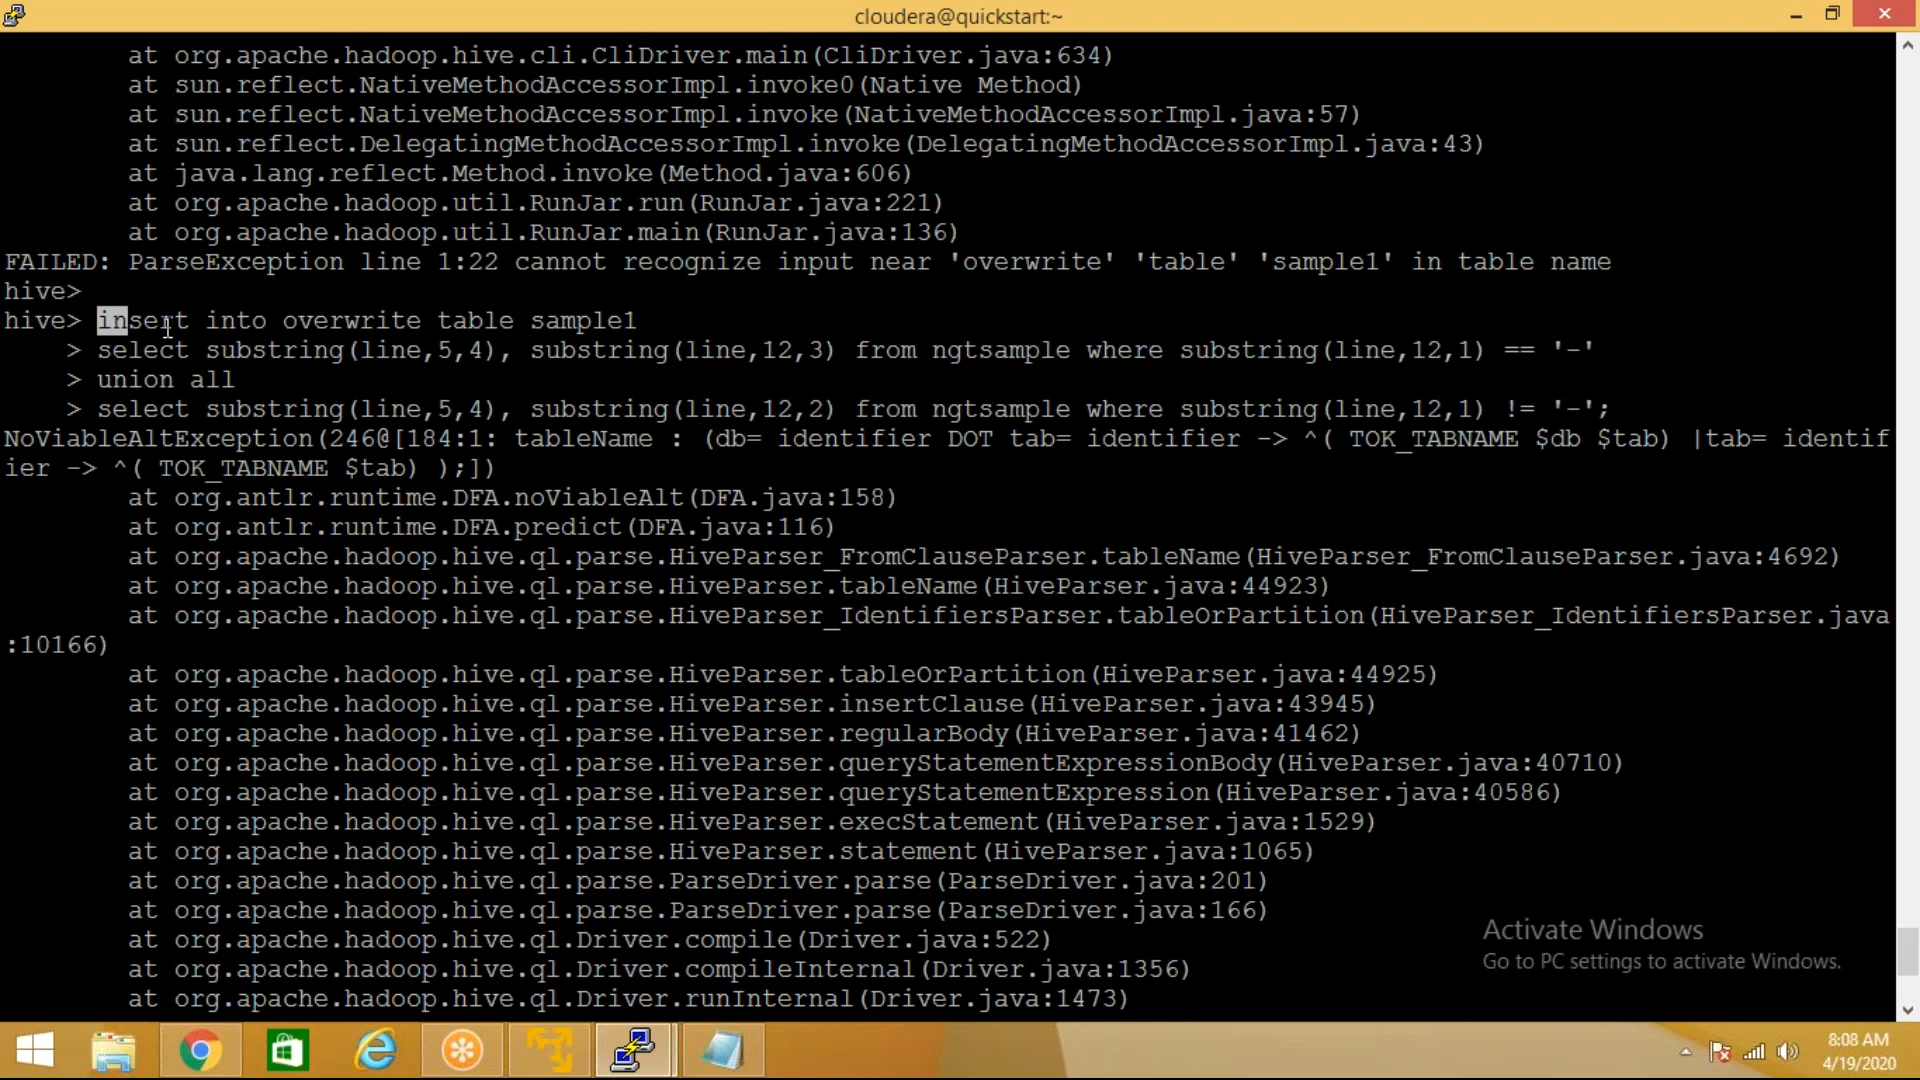 cloudera@quickstart:~
at org.apache.hadoop.hive.cli.CliDriver.main(CliDriver.java:634)
at sun.reflect.NativeMethodAccessorImpl.invoke0(Native Method)
at sun.reflect.NativeMethodAccessorImpl.invoke(NativeMethodAccessorImpl.java:57)
at sun.reflect.DelegatingMethodAccessorImpl.invoke(DelegatingMethodAccessorImpl.java:43)
at java.lang.reflect.Method.invoke(Method.java:606)
at org.apache.hadoop.util.RunJar.run(RunJar.java:221)
at org.apache.hadoop.util.RunJar.main(RunJar.java:136)
FAILED: ParseException line 1:22 cannot recognize input near 'overwrite' 'table' 'sample1' in table name
hive>
hive> insert into overwrite table sample1
> select substring(line,5,4), substring(line,12,3) from ngtsample where substring(line,12,1) == '-'
> union all
> select substring(line,5,4), substring(line,12,2) from ngtsample where substring(line,12,1) != '-';
NoViableAltException(246@[184:1: tableName : (db= identifier DOT tab= identifier -> ^( TOK_TABNAME $db $tab) |tab= identif
ier -> ^( TOK_TABNAME $tab) );])
at org.antlr.runtime.DFA.noViableAlt(DFA.java:158)
at org.antlr.runtime.DFA.predict(DFA.java:116)
at org.apache.hadoop.hive.ql.parse.HiveParser_FromClauseParser.tableName(HiveParser_FromClauseParser.java:4692)
at org.apache.hadoop.hive.ql.parse.HiveParser.tableName(HiveParser.java:44923)
at org.apache.hadoop.hive.ql.parse.HiveParser_IdentifiersParser.tableOrPartition(HiveParser_IdentifiersParser.java
:10166)
at org.apache.hadoop.hive.ql.parse.HiveParser.tableOrPartition(HiveParser.java:44925)
at org.apache.hadoop.hive.ql.parse.HiveParser.insertClause(HiveParser.java:43945)
at org.apache.hadoop.hive.ql.parse.HiveParser.regularBody(HiveParser.java:41462)
at org.apache.hadoop.hive.ql.parse.HiveParser.queryStatementExpressionBody(HiveParser.java:40710)
at org.apache.hadoop.hive.ql.parse.HiveParser.queryStatementExpression(HiveParser.java:40586)
at org.apache.hadoop.hive.ql.parse.HiveParser.execStatement(HiveParser.java:1529)
at org.apache.hadoop.hive.ql.parse.HiveParser.statement(HiveParser.java:1065)
at org.apache.hadoop.hive.ql.parse.ParseDriver.parse(ParseDriver.java:201)
at org.apache.hadoop.hive.ql.parse.ParseDriver.parse(ParseDriver.java:166)
at org.apache.hadoop.hive.ql.Driver.compile(Driver.java:522)
at org.apache.hadoop.hive.ql.Driver.compileInternal(Driver.java:1356)
at org.apache.hadoop.hive.ql.Driver.runInternal(Driver.java:1473)
Activate Windows
Go to PC settings to activate Windows.
8:08 AM
4/19/2020